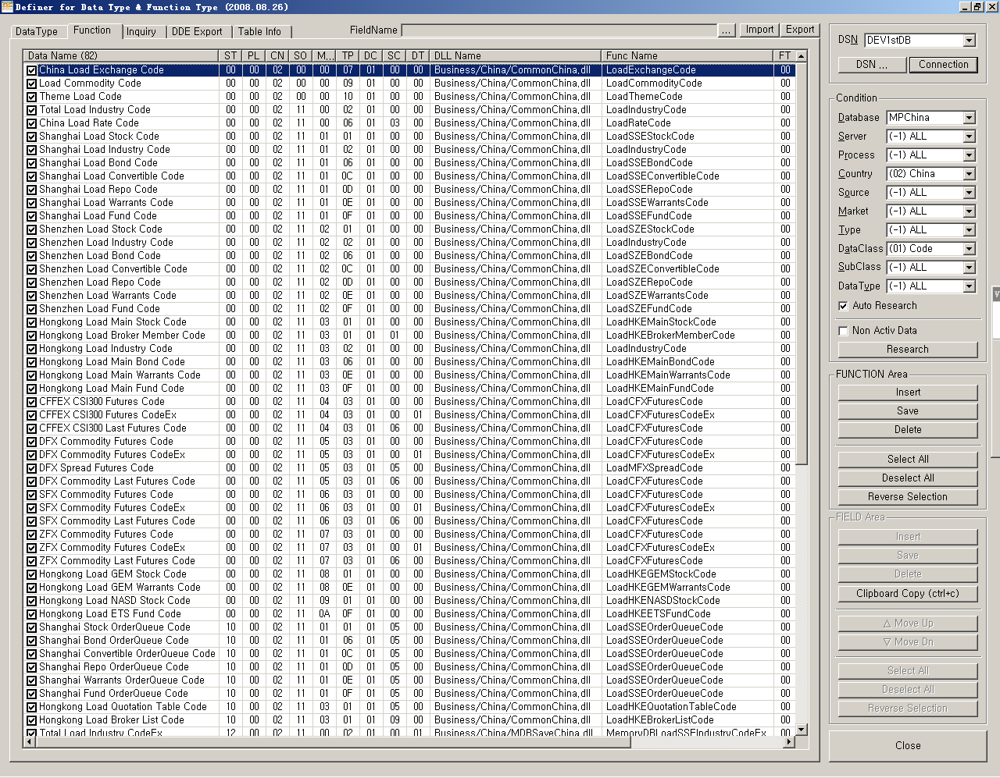 Definer for Data Type & Function Type (2008.08.26)
DataType Function Inquiry DDE Export Table Info FieldName ... Import Export
Data Name (82) ST PL CN SO M... TP DC SC DT DLL Name Func Name FT
China Load Exchange Code 00 00 02 00 00 07 01 00 00 Business/China/CommonChina.dll LoadExchangeCode 00
Load Commodity Code 00 00 02 00 00 09 01 00 00 Business/China/CommonChina.dll LoadCommodityCode 00
Theme Load Code 00 00 02 00 00 10 01 00 00 Business/China/CommonChina.dll LoadThemeCode 00
Total Load Industry Code 00 00 02 11 00 02 01 00 00 Business/China/CommonChina.dll LoadIndustryCode 00
China Load Rate Code 00 00 02 11 00 06 01 03 00 Business/China/CommonChina.dll LoadRateCode 00
Shanghai Load Stock Code 00 00 02 11 01 01 01 00 00 Business/China/CommonChina.dll LoadSSEStockCode 00
Shanghai Load Industry Code 00 00 02 11 01 02 01 00 00 Business/China/CommonChina.dll LoadIndustryCode 00
Shanghai Load Bond Code 00 00 02 11 01 06 01 00 00 Business/China/CommonChina.dll LoadSSEBondCode 00
Shanghai Load Convertible Code 00 00 02 11 01 0C 01 00 00 Business/China/CommonChina.dll LoadSSEConvertibleCode 00
Shanghai Load Repo Code 00 00 02 11 01 0D 01 00 00 Business/China/CommonChina.dll LoadSSERepoCode 00
Shanghai Load Warrants Code 00 00 02 11 01 0E 01 00 00 Business/China/CommonChina.dll LoadSSEWarrantsCode 00
Shanghai Load Fund Code 00 00 02 11 01 0F 01 00 00 Business/China/CommonChina.dll LoadSSEFundCode 00
Shenzhen Load Stock Code 00 00 02 11 02 01 01 00 00 Business/China/CommonChina.dll LoadSZEStockCode 00
Shenzhen Load Industry Code 00 00 02 11 02 02 01 00 00 Business/China/CommonChina.dll LoadIndustryCode 00
Shenzhen Load Bond Code 00 00 02 11 02 06 01 00 00 Business/China/CommonChina.dll LoadSZEBondCode 00
Shenzhen Load Convertible Code 00 00 02 11 02 0C 01 00 00 Business/China/CommonChina.dll LoadSZEConvertibleCode 00
Shenzhen Load Repo Code 00 00 02 11 02 0D 01 00 00 Business/China/CommonChina.dll LoadSZERepoCode 00
Shenzhen Load Warrants Code 00 00 02 11 02 0E 01 00 00 Business/China/CommonChina.dll LoadSZEWarrantsCode 00
Shenzhen Load Fund Code 00 00 02 11 02 0F 01 00 00 Business/China/CommonChina.dll LoadSZEFundCode 00
Hongkong Load Main Stock Code 00 00 02 11 03 01 01 00 00 Business/China/CommonChina.dll LoadHKEMainStockCode 00
Hongkong Load Broker Member Code 00 00 02 11 03 01 01 01 00 Business/China/CommonChina.dll LoadHKEBrokerMemberCode 00
Hongkong Load Industry Code 00 00 02 11 03 02 01 00 00 Business/China/CommonChina.dll LoadIndustryCode 00
Hongkong Load Main Bond Code 00 00 02 11 03 06 01 00 00 Business/China/CommonChina.dll LoadHKEMainBondCode 00
Hongkong Load Main Warrants Code 00 00 02 11 03 0E 01 00 00 Business/China/CommonChina.dll LoadHKEMainWarrantsCode 00
Hongkong Load Main Fund Code 00 00 02 11 03 0F 01 00 00 Business/China/CommonChina.dll LoadHKEMainFundCode 00
CFFEX CSI300 Futures Code 00 00 02 11 04 03 01 00 00 Business/China/CommonChina.dll LoadCFXFuturesCode 00
CFFEX CSI300 Futures CodeEx 00 00 02 11 04 03 01 00 01 Business/China/CommonChina.dll LoadCFXFuturesCodeEx 00
CFFEX CSI300 Last Futures Code 00 00 02 11 04 03 01 06 00 Business/China/CommonChina.dll LoadCFXFuturesCode 00
DFX Commodity Futures Code 00 00 02 11 05 03 01 00 00 Business/China/CommonChina.dll LoadCFXFuturesCode 00
DFX Commodity Futures CodeEx 00 00 02 11 05 03 01 00 01 Business/China/CommonChina.dll LoadCFXFuturesCodeEx 00
DFX Spread Futures Code 00 00 02 11 05 03 01 05 00 Business/China/CommonChina.dll LoadMFXSpreadCode 00
DFX Commodity Last Futures Code 00 00 02 11 05 03 01 06 00 Business/China/CommonChina.dll LoadCFXFuturesCode 00
SFX Commodity Futures Code 00 00 02 11 06 03 01 00 00 Business/China/CommonChina.dll LoadCFXFuturesCode 00
SFX Commodity Futures CodeEx 00 00 02 11 06 03 01 00 01 Business/China/CommonChina.dll LoadCFXFuturesCodeEx 00
SFX Commodity Last Futures Code 00 00 02 11 06 03 01 06 00 Business/China/CommonChina.dll LoadCFXFuturesCode 00
ZFX Commodity Futures Code 00 00 02 11 07 03 01 00 00 Business/China/CommonChina.dll LoadCFXFuturesCode 00
ZFX Commodity Futures CodeEx 00 00 02 11 07 03 01 00 01 Business/China/CommonChina.dll LoadCFXFuturesCodeEx 00
ZFX Commodity Last Futures Code 00 00 02 11 07 03 01 06 00 Business/China/CommonChina.dll LoadCFXFuturesCode 00
Hongkong Load GEM Stock Code 00 00 02 11 08 01 01 00 00 Business/China/CommonChina.dll LoadHKEGEMStockCode 00
Hongkong Load GEM Warrants Code 00 00 02 11 08 0E 01 00 00 Business/China/CommonChina.dll LoadHKEGEMWarrantsCode 00
Hongkong Load NASD Stock Code 00 00 02 11 09 01 01 00 00 Business/China/CommonChina.dll LoadHKENASDStockCode 00
Hongkong Load ETS Fund Code 00 00 02 11 0A 0F 01 00 00 Business/China/CommonChina.dll LoadHKEETSFundCode 00
Shanghai Stock OrderQueue Code 10 00 02 11 01 01 01 05 00 Business/China/CommonChina.dll LoadSSEOrderQueueCode 00
Shanghai Bond OrderQueue Code 10 00 02 11 01 06 01 05 00 Business/China/CommonChina.dll LoadSSEOrderQueueCode 00
Shanghai Convertible OrderQueue Code 10 00 02 11 01 0C 01 05 00 Business/China/CommonChina.dll LoadSSEOrderQueueCode 00
Shanghai Repo OrderQueue Code 10 00 02 11 01 0D 01 05 00 Business/China/CommonChina.dll LoadSSEOrderQueueCode 00
Shanghai Warrants OrderQueue Code 10 00 02 11 01 0E 01 05 00 Business/China/CommonChina.dll LoadSSEOrderQueueCode 00
Shanghai Fund OrderQueue Code 10 00 02 11 01 0F 01 05 00 Business/China/CommonChina.dll LoadSSEOrderQueueCode 00
Hongkong Load Quotation Table Code 10 00 02 11 03 01 01 06 00 Business/China/CommonChina.dll LoadHKEQuotationTableCode 00
Hongkong Load Broker List Code 10 00 02 11 03 01 01 03 00 Business/China/CommonChina.dll LoadHKEBrokerListCode 00
Total Load Industry CodeEx 12 00 02 11 00 02 01 00 01 Business/China/MDBSaveChina.dll MemoryDBLoadSSEIndustryCodeEx 00
DSN DEV1stDB
DSN ... Connection
Condition
Database MPChina
Server (-1) ALL
Process (-1) ALL
Country (02) China
Source (-1) ALL
Market (-1) ALL
Type (-1) ALL
DataClass (01) Code
SubClass (-1) ALL
DataType (-1) ALL
Auto Research
Non Activ Data
Research
FUNCTION Area
Insert
Save
Delete
Select All
Deselect All
Reverse Selection
FIELD Area
Insert
Save
Delete
Clipboard Copy (ctrl+c)
△ Move Up
▽ Move Dn
Select All
Deselect All
Reverse Selection
Close